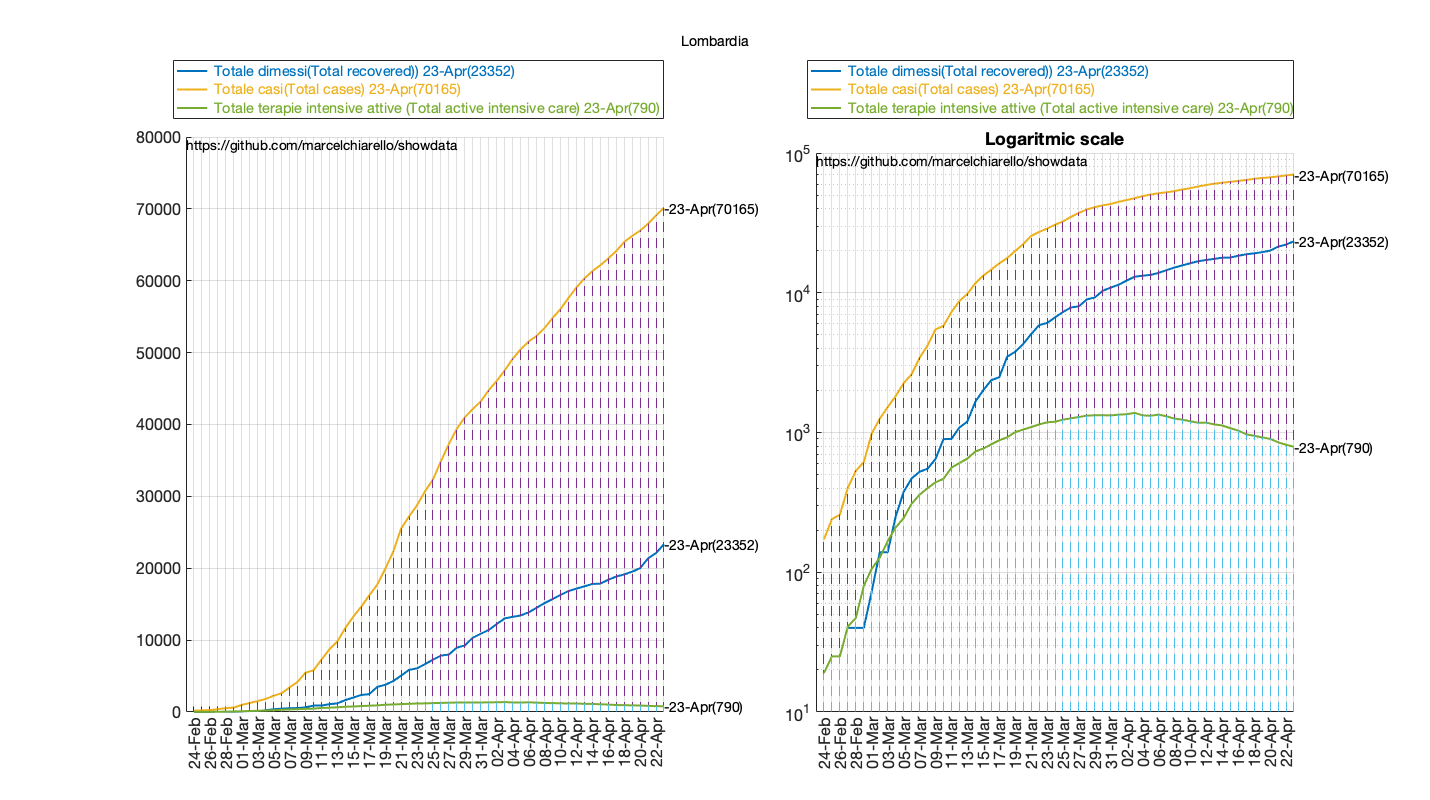 Lombardia
Totale dimessi(Total recovered)) 23-Apr(23352)
Totale casi(Total cases) 23-Apr(70165)
Totale terapie intensive attive (Total active intensive care) 23-Apr(790)
80000
https://github.com/marcelchiarello/showdata
70000
-23-Apr(70165)
60000
50000
40000
30000
20000
-23-Apr(23352)
10000
0
-23-Apr(790)
24-Feb
26-Feb
28-Feb
01-Mar
03-Mar
05-Mar
07-Mar
09-Mar
11-Mar
13-Mar
15-Mar
17-Mar
19-Mar
21-Mar
23-Mar
25-Mar
27-Mar
29-Mar
31-Mar
02-Apr
04-Apr
06-Apr
08-Apr
10-Apr
12-Apr
14-Apr
16-Apr
18-Apr
20-Apr
22-Apr
Totale dimessi(Total recovered)) 23-Apr(23352)
Totale casi(Total cases) 23-Apr(70165)
Totale terapie intensive attive (Total active intensive care) 23-Apr(790)
Logaritmic scale
10^5
https://github.com/marcelchiarello/showdata
-23-Apr(70165)
-23-Apr(23352)
10^4
10^3
-23-Apr(790)
10^2
10^1
24-Feb
26-Feb
28-Feb
01-Mar
03-Mar
05-Mar
07-Mar
09-Mar
11-Mar
13-Mar
15-Mar
17-Mar
19-Mar
21-Mar
23-Mar
25-Mar
27-Mar
29-Mar
31-Mar
02-Apr
04-Apr
06-Apr
08-Apr
10-Apr
12-Apr
14-Apr
16-Apr
18-Apr
20-Apr
22-Apr